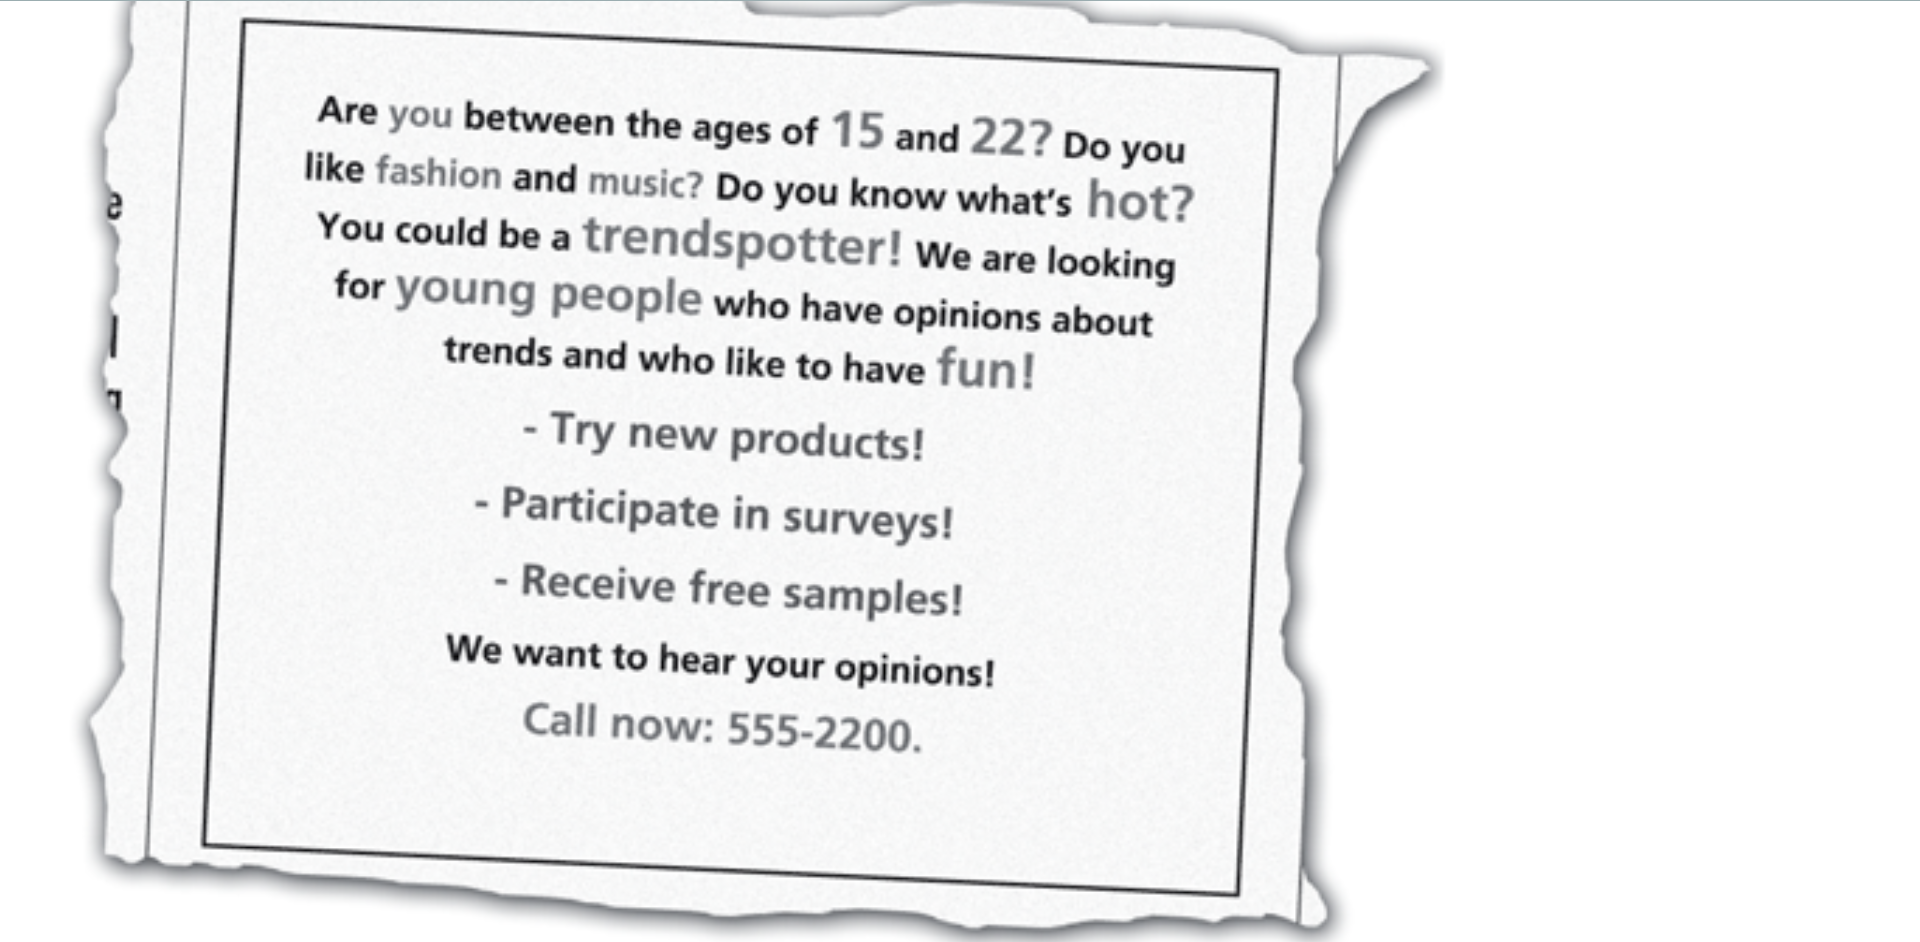 Are you between the ages of 15 and 22? Do you
like fashion and music? Do you know what's hot?
You could be a trendspotter! We are looking
for young people who have opinions about
trends and who like to have fun!
- Try new products!
- Participate in surveys!
- Receive free samples!
We want to hear your opinions!
Call now: 555-2200.